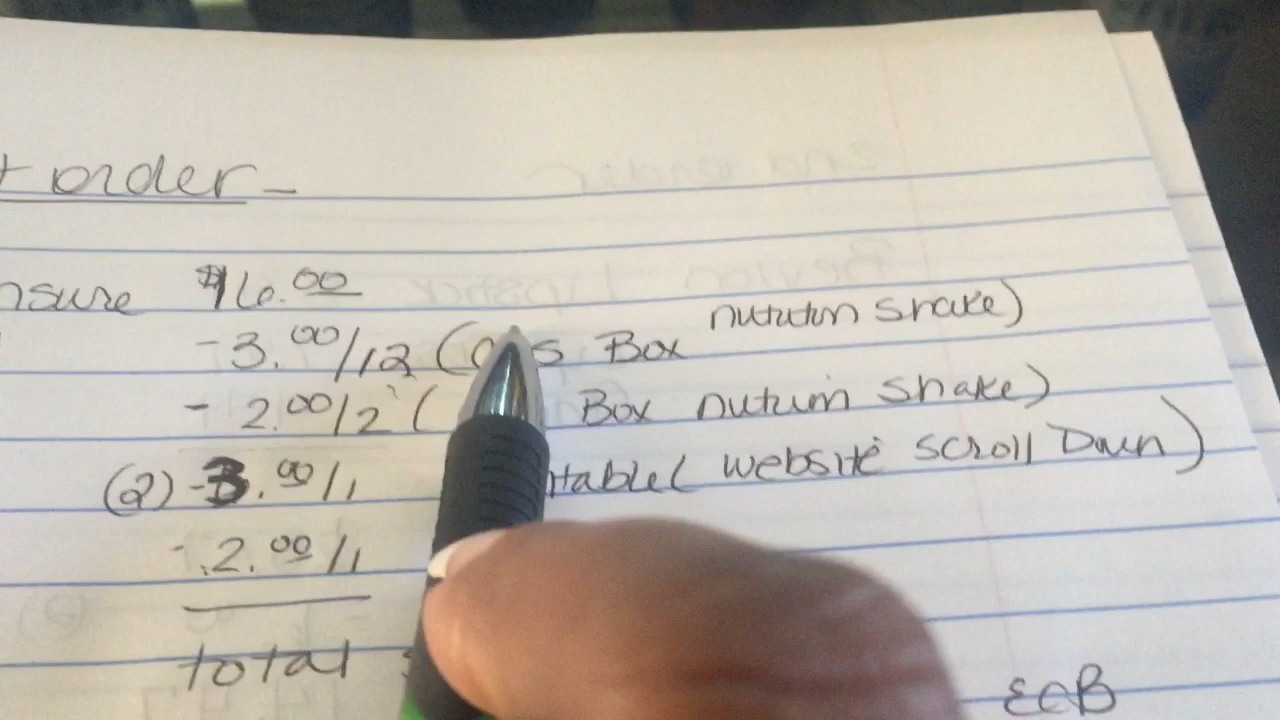 order -
nsure $16.00
-3.00/12 ( Box nutrition shake)
- 2.00/2 ( Box nutrition shake)
(2) -3.00/1 ntable( website scroll Down)
- 2.00/1
total
ECB